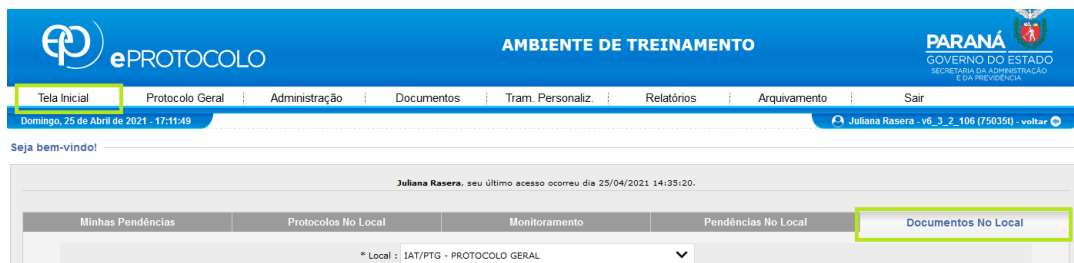 ep ePROTOCOLO
AMBIENTE DE TREINAMENTO
PARANÁ
GOVERNO DO ESTADO
SECRETARIA DA ADMINISTRAÇÃO
E DA PREVIDÊNCIA
Tela Inicial Protocolo Geral Administração Documentos Tram. Personaliz. Relatórios Arquivamento Sair
Domingo, 25 de Abril de 2021 - 17:11:49 Juliana Rasera - v6_3_2_106 (75035t) - voltar
Seja bem-vindo!
Juliana Rasera, seu último acesso ocorreu dia 25/04/2021 14:35:20.
Minhas Pendências Protocolos No Local Monitoramento Pendências No Local Documentos No Local
* Local : IAT/PTG - PROTOCOLO GERAL